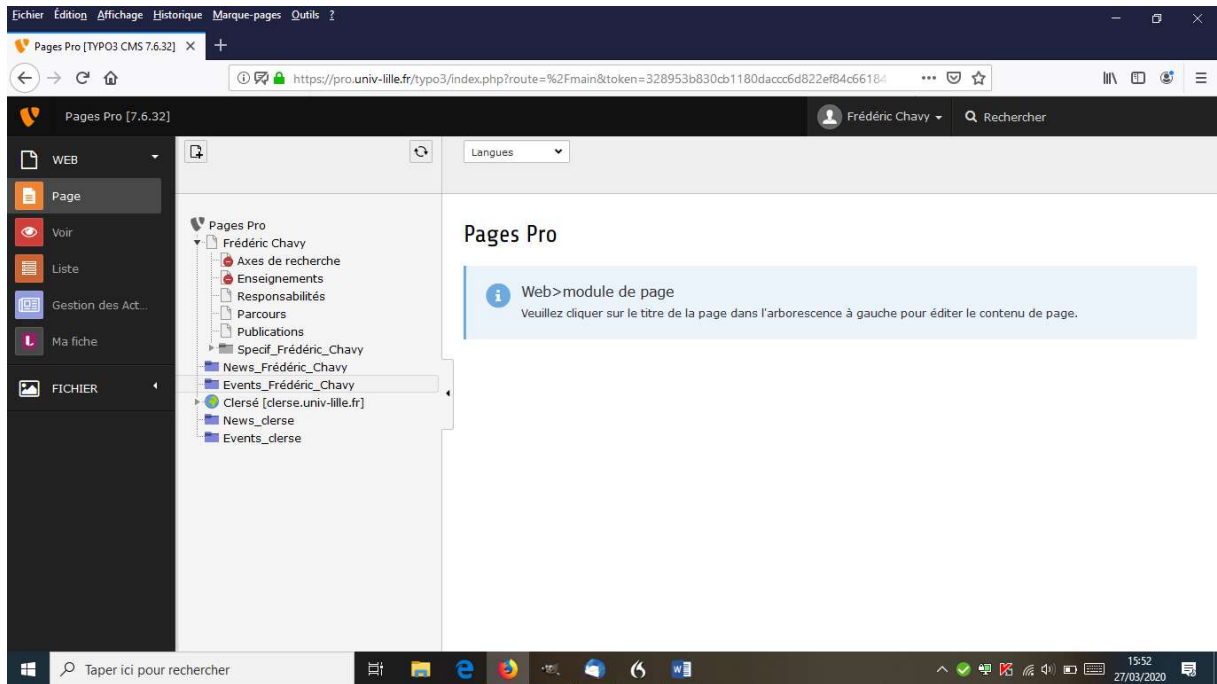 Fichier Édition Affichage Historique Marque-pages Outils ?
Pages Pro [TYPO3 CMS 7.6.32]
https://pro.univ-lille.fr/typo3/index.php?route=%2Fmain&token=328953b830cb1180daccc6d822ef84c66184
Pages Pro [7.6.32]
Frédéric Chavy
Rechercher
WEB
Page
Voir
Liste
Gestion des Act...
Ma fiche
FICHIER
Pages Pro
Frédéric Chavy
Axes de recherche
Enseignements
Responsabilités
Parcours
Publications
Specif_Frédéric_Chavy
News_Frédéric_Chavy
Events_Frédéric_Chavy
Clersé [clerse.univ-lille.fr]
News_clerse
Events_clerse
Langues
Pages Pro
Web>module de page
Veuillez cliquer sur le titre de la page dans l'arborescence à gauche pour éditer le contenu de page.
Taper ici pour rechercher
15:52
27/03/2020